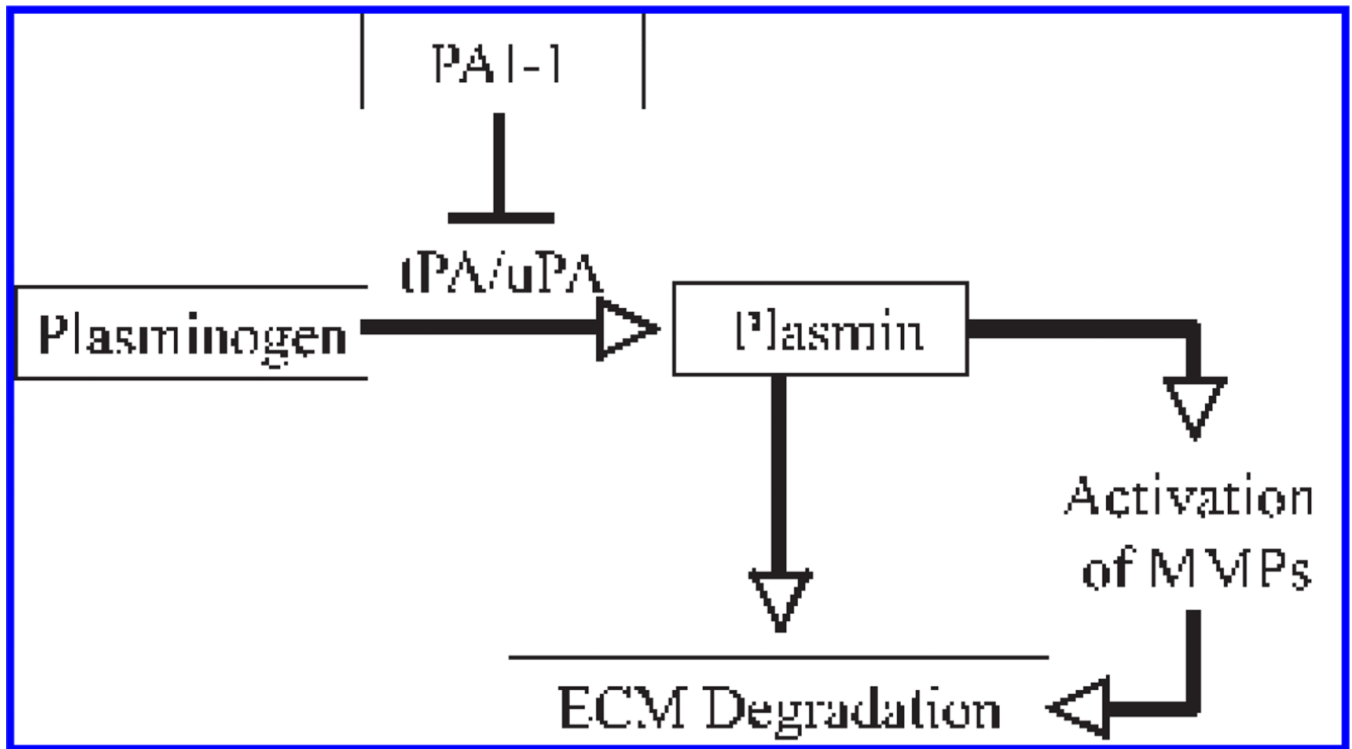 PAI-1
tPA/uPA
Plasminogen
Plasmin
Activation
of MMPs
ECM Degradation